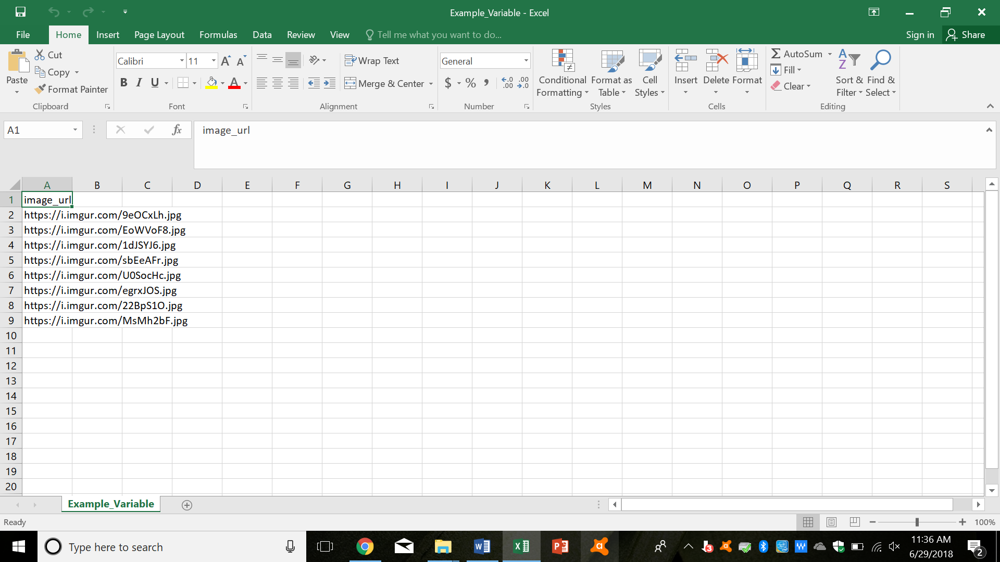 Example_Variable - Excel
File Home Insert Page Layout Formulas Data Review View Tell me what you want to do... Sign in Share
Paste
Cut
Copy
Format Painter
Clipboard
Calibri 11
B I U
Font
Wrap Text
Merge & Center
Alignment
General
$ % ,
Number
Conditional Formatting
Format as Table
Cell Styles
Styles
Insert Delete Format
Cells
AutoSum
Fill
Clear
Sort & Filter
Find & Select
Editing
A1 fx image_url
A B C D E F G H I J K L M N O P Q R S
1 image_url
2 https://i.imgur.com/9eOCxLh.jpg
3 https://i.imgur.com/EoWVoF8.jpg
4 https://i.imgur.com/1dJSYJ6.jpg
5 https://i.imgur.com/sbEeAFr.jpg
6 https://i.imgur.com/U0SocHc.jpg
7 https://i.imgur.com/egrxJOS.jpg
8 https://i.imgur.com/22BpS1O.jpg
9 https://i.imgur.com/MsMh2bF.jpg
10
11
12
13
14
15
16
17
18
19
20
Example_Variable
Ready 100%
Type here to search
11:36 AM
6/29/2018
2